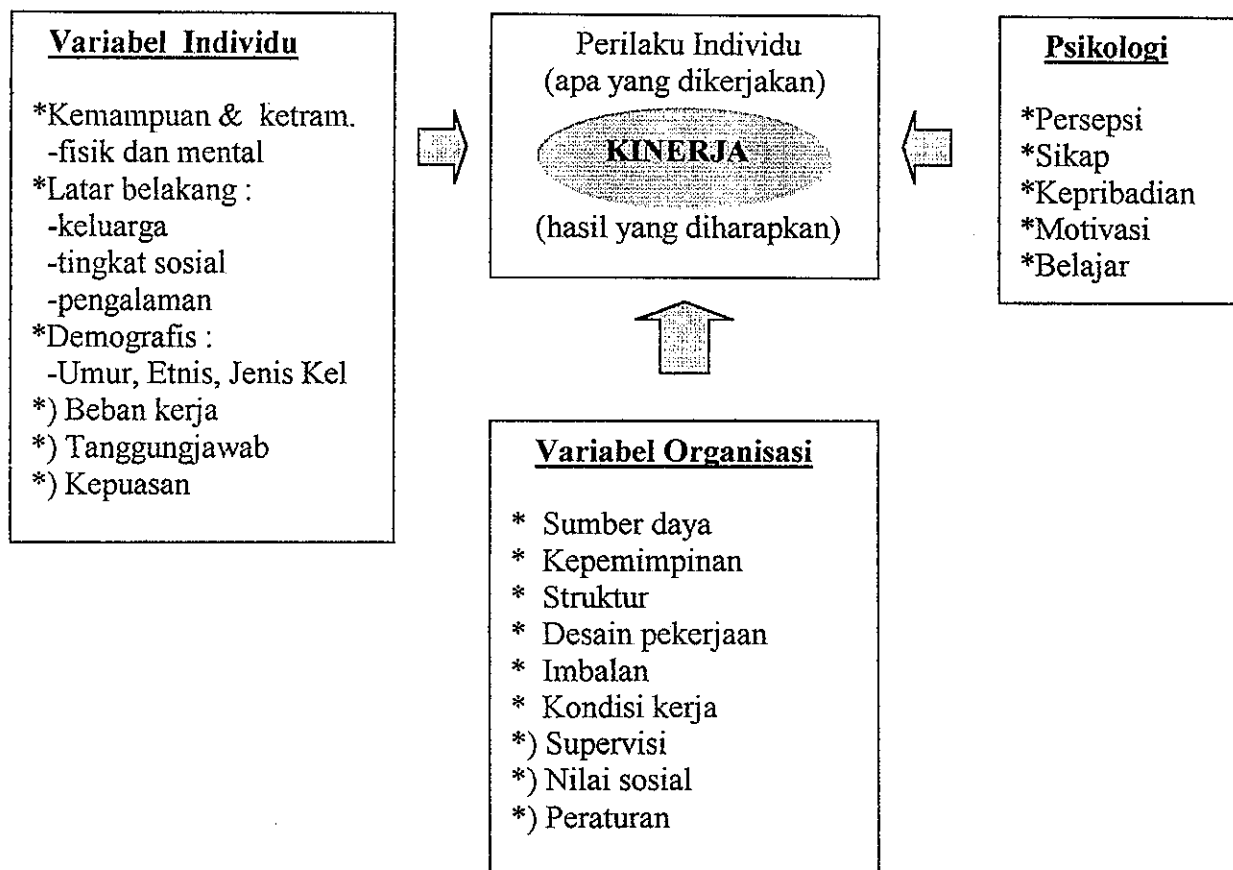 Variabel Individu
*Kemampuan & ketram.
-fisik dan mental
*Latar belakang :
-keluarga
-tingkat sosial
-pengalaman
*Demografis :
-Umur, Etnis, Jenis Kel
*) Beban kerja
*) Tanggungjawab
*) Kepuasan
Perilaku Individu
(apa yang dikerjakan)
KINERJA
(hasil yang diharapkan)
Psikologi
*Persepsi
*Sikap
*Kepribadian
*Motivasi
*Belajar
Variabel Organisasi
* Sumber daya
* Kepemimpinan
* Struktur
* Desain pekerjaan
* Imbalan
* Kondisi kerja
*) Supervisi
*) Nilai sosial
*) Peraturan